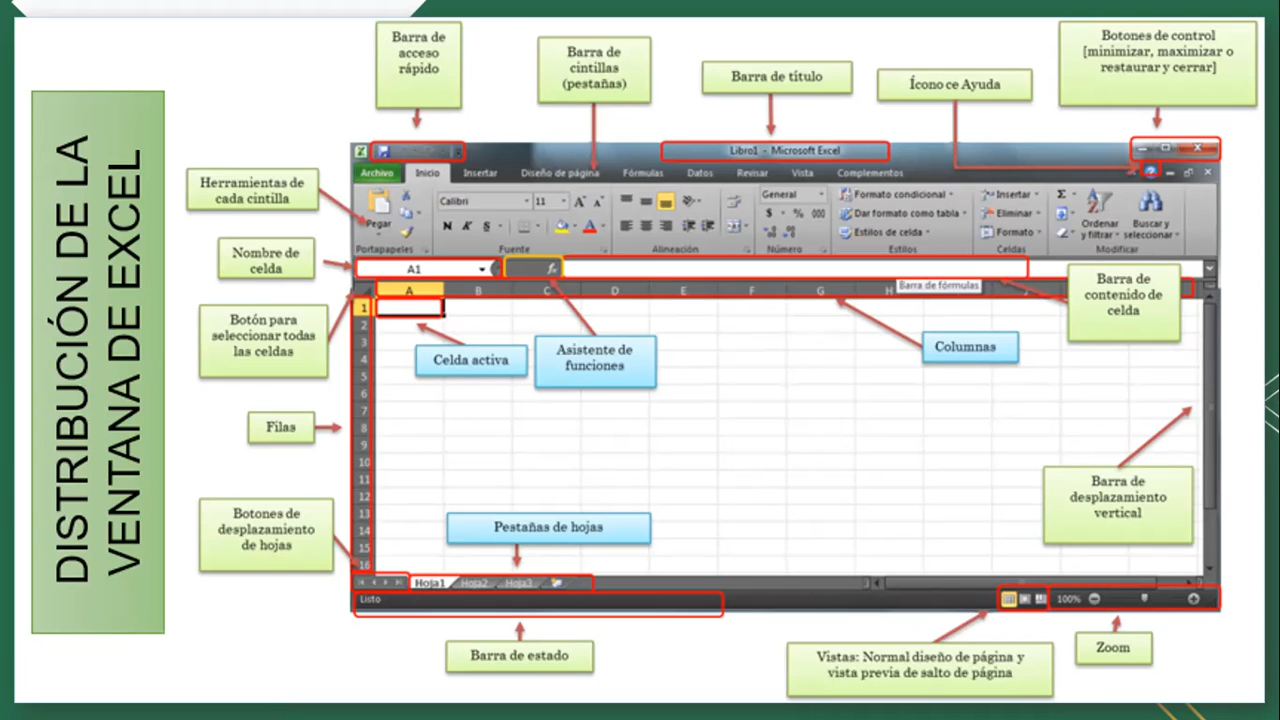 DISTRIBUCIÓN DE LA
VENTANA DE EXCEL
Barra de
acceso
rápido
Barra de
cintillas
(pestañas)
Barra de título
Ícono ce Ayuda
Botones de control
[minimizar, maximizar o
restaurar y cerrar]
Herramientas de
cada cintilla
Nombre de
celda
Botón para
seleccionar todas
las celdas
Filas
Botones de
desplazamiento
de hojas
Libro1 - Microsoft Excel
Archivo Inicio Insertar Diseño de página Fórmulas Datos Revisar Vista Complementos
Pegar
Portapapeles
Calibri 11
N K S
Fuente
Alineación
General
$ % 000
Número
Formato condicional
Dar formato como tabla
Estilos de celda
Estilos
Insertar
Eliminar
Formato
Celdas
Σ
Ordenar
y filtrar
Buscar y
seleccionar
Modificar
A1 fx
Barra de fórmulas
A B C D E F G H
1
2
3
4
5
6
7
8
9
10
11
12
13
14
15
16
Barra de
contenido de
celda
Celda activa
Asistente de
funciones
Columnas
Barra de
desplazamiento
vertical
Pestañas de hojas
Hoja1 Hoja2 Hoja3
Listo
100%
Barra de estado
Vistas: Normal diseño de página y
vista previa de salto de página
Zoom